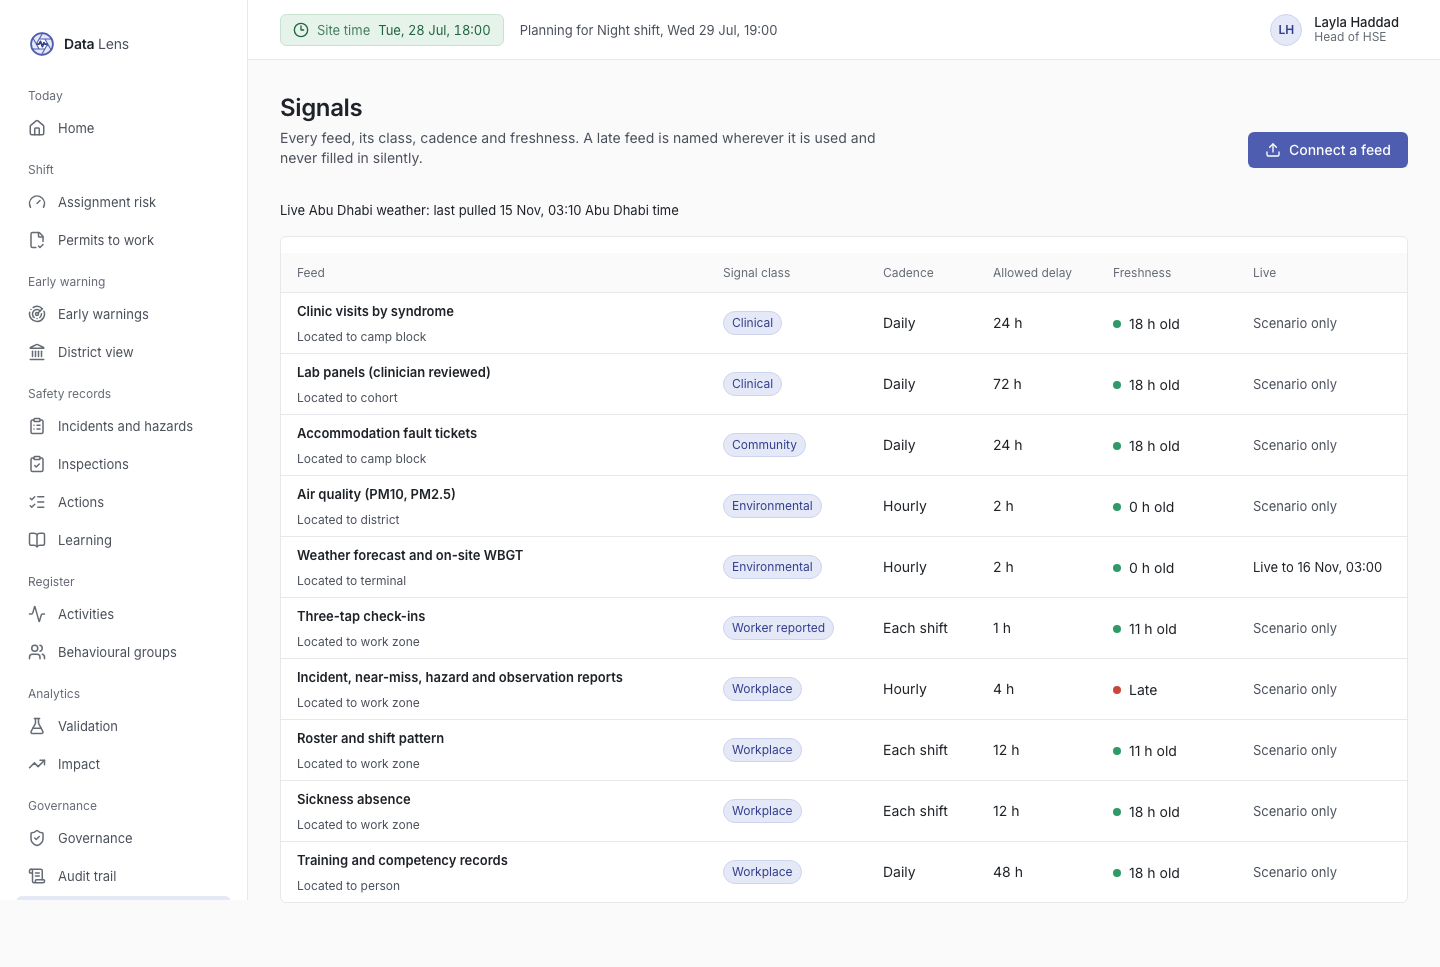 Data Lens
Today
Home
Shift
Assignment risk
Permits to work
Early warning
Early warnings
District view
Safety records
Incidents and hazards
Inspections
Actions
Learning
Register
Activities
Behavioural groups
Analytics
Validation
Impact
Governance
Governance
Audit trail
Site time Tue, 28 Jul, 18:00
Planning for Night shift, Wed 29 Jul, 19:00
LH
Layla Haddad
Head of HSE
Signals
Every feed, its class, cadence and freshness. A late feed is named wherever it is used and
never filled in silently.
Connect a feed
Live Abu Dhabi weather: last pulled 15 Nov, 03:10 Abu Dhabi time
Feed Signal class Cadence Allowed delay Freshness Live
Clinic visits by syndrome
Located to camp block
Clinical Daily 24 h 18 h old Scenario only
Lab panels (clinician reviewed)
Located to cohort
Clinical Daily 72 h 18 h old Scenario only
Accommodation fault tickets
Located to camp block
Community Daily 24 h 18 h old Scenario only
Air quality (PM10, PM2.5)
Located to district
Environmental Hourly 2 h 0 h old Scenario only
Weather forecast and on-site WBGT
Located to terminal
Environmental Hourly 2 h 0 h old Live to 16 Nov, 03:00
Three-tap check-ins
Located to work zone
Worker reported Each shift 1 h 11 h old Scenario only
Incident, near-miss, hazard and observation reports
Located to work zone
Workplace Hourly 4 h Late Scenario only
Roster and shift pattern
Located to work zone
Workplace Each shift 12 h 11 h old Scenario only
Sickness absence
Located to work zone
Workplace Each shift 12 h 18 h old Scenario only
Training and competency records
Located to person
Workplace Daily 48 h 18 h old Scenario only